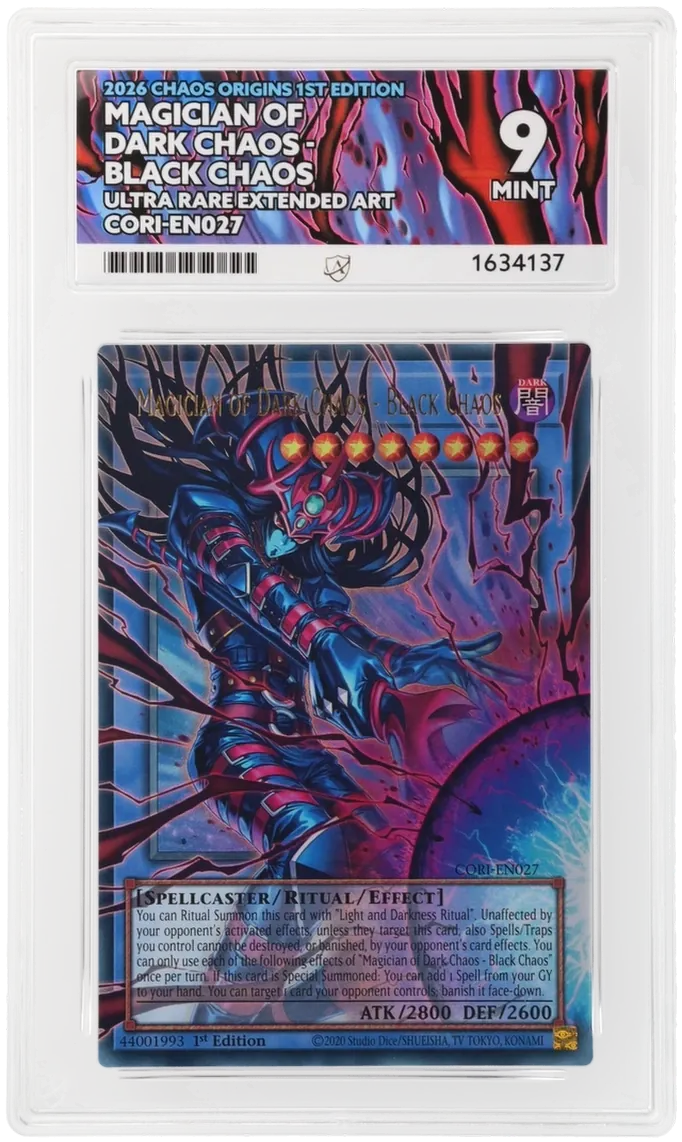 2026 CHAOS ORIGINS 1ST EDITION
MAGICIAN OF
DARK CHAOS -
BLACK CHAOS
ULTRA RARE EXTENDED ART
CORI-EN027
9
MINT
1634137
Magician of Dark Chaos - Black Chaos
DARK
闇
CORI-EN027
[Spellcaster/Ritual/Effect]
You can Ritual Summon this card with "Light and Darkness Ritual". Unaffected by
your opponent's activated effects, unless they target this card, also Spells/Traps
you control cannot be destroyed, or banished, by your opponent's card effects. You
can only use each of the following effects of "Magician of Dark Chaos - Black Chaos"
once per turn. If this card is Special Summoned: You can add 1 Spell from your GY
to your hand. You can target 1 card your opponent controls; banish it face-down.
ATK/2800 DEF/2600
44001993 1st Edition
©2020 Studio Dice/SHUEISHA, TV TOKYO, KONAMI